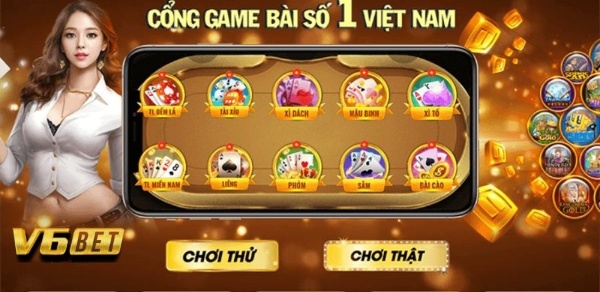 CỔNG GAME BÀI SỐ 1 VIỆT NAM
TL ĐẾM LÁ
TÀI XỈU
XÌ DÁCH
MẬU BINH
XÌ TỐ
TL MIỀN NAM
LIÊNG
PHỎM
SÂM
BÀI CÀO
V6BET
CHƠI THỬ
CHƠI THẬT